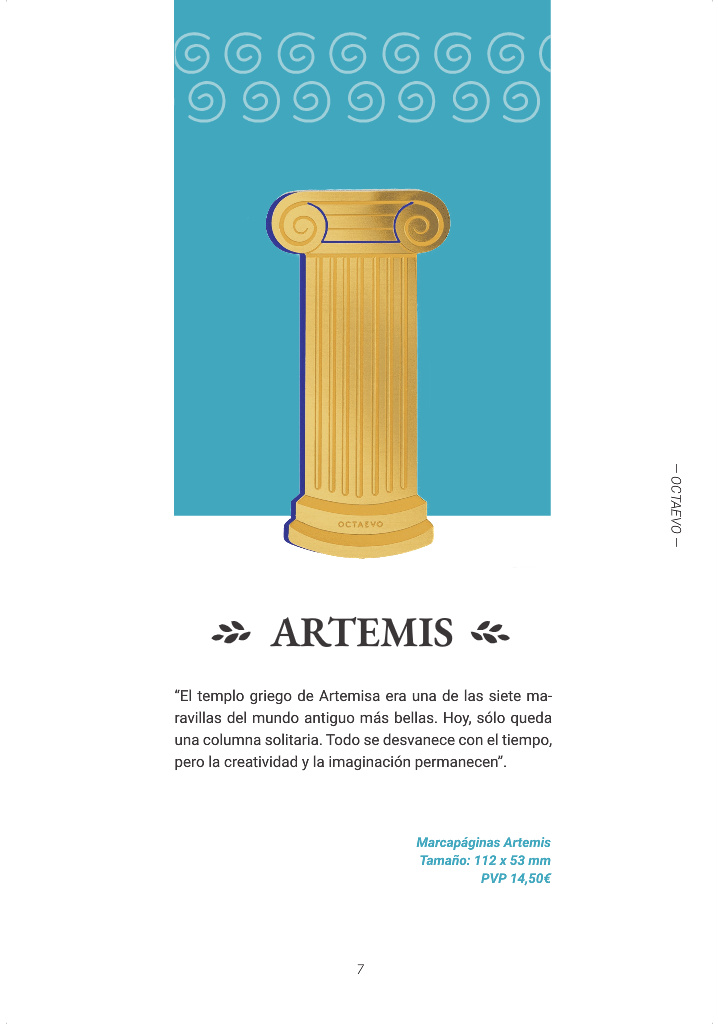 OCTAEVO
— OCTAEVO —
ARTEMIS
“El templo griego de Artemisa era una de las siete ma-
ravillas del mundo antiguo más bellas. Hoy, sólo queda
una columna solitaria. Todo se desvanece con el tiempo,
pero la creatividad y la imaginación permanecen”.
Marcapáginas Artemis
Tamaño: 112 x 53 mm
PVP 14,50€
7